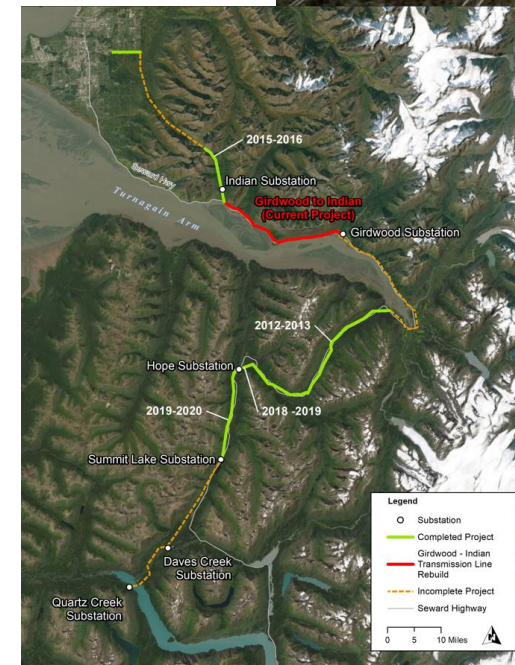 2015-2016
Indian Substation
Seward Hwy
Turnagain Arm
Girdwood to Indian
(Current Project)
Girdwood Substation
2012-2013
Hope Substation
2019-2020
2018 -2019
Summit Lake Substation
Daves Creek
Substation
Quartz Creek
Substation
Legend
Substation
Completed Project
Girdwood - Indian
Transmission Line
Rebuild
Incomplete Project
Seward Highway
0 5 10 Miles